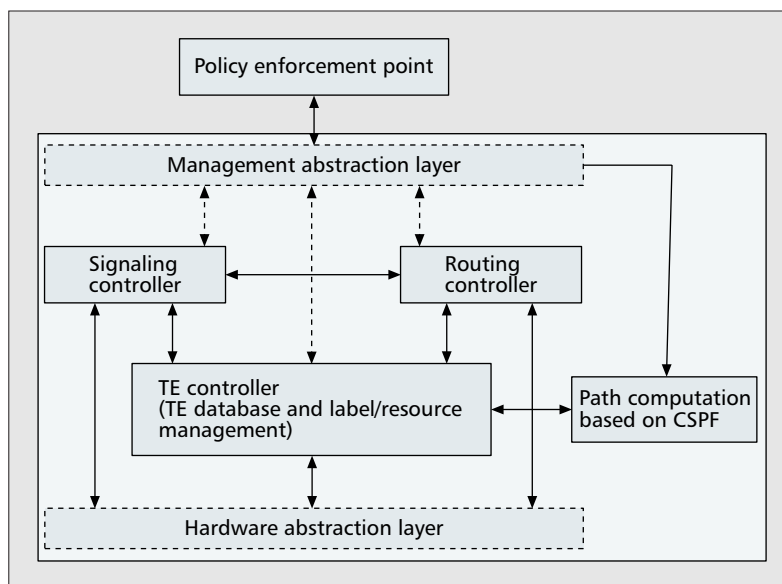 Policy enforcement point
Management abstraction layer
Signaling
controller
Routing
controller
TE controller
(TE database and label/resource
management)
Path computation
based on CSPF
Hardware abstraction layer